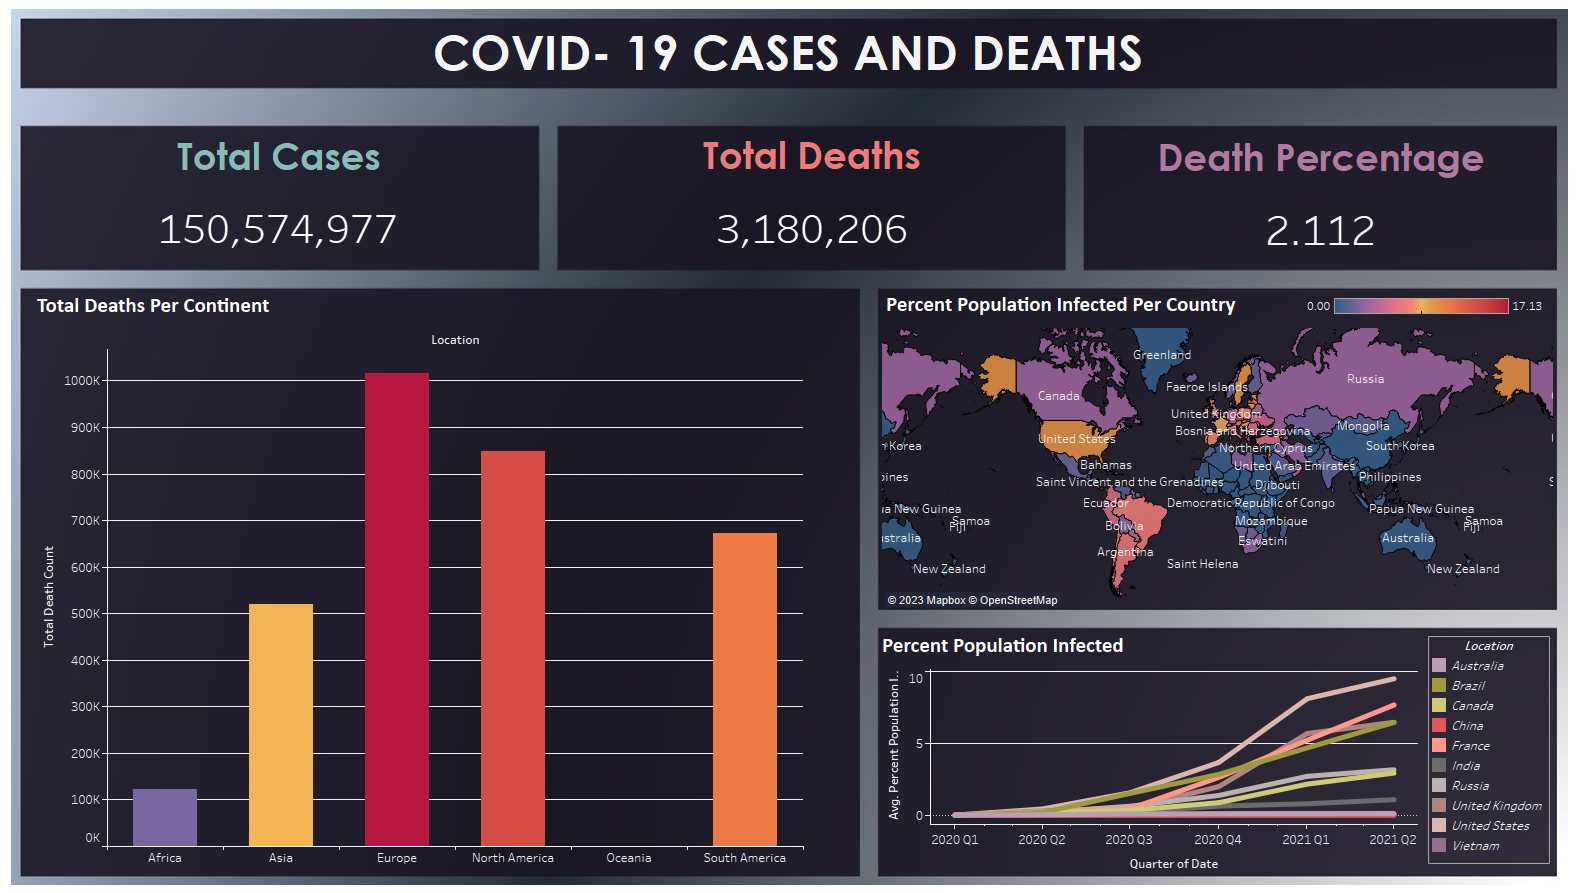 COVID- 19 CASES AND DEATHS
Total Cases
150,574,977
Total Deaths
3,180,206
Death Percentage
2.112
Total Deaths Per Continent
Location
Total Death Count
1000K
900K
800K
700K
600K
500K
400K
300K
200K
100K
0K
Africa
Asia
Europe
North America
Oceania
South America
Percent Population Infected Per Country
0.00
17.13
Greenland
Russia
Faeroe Islands
Canada
United Kingdom
Bosnia and Herzegovina
Mongolia
United States
Korea
Northern Cyprus
South Korea
Bahamas
United Arab Emirates
ines
Saint Vincent and the Grenadines
Djibouti
Philippines
S
Ecuador
Democratic Republic of Congo
a New Guinea
Papua New Guinea
Samoa
Fiji
Bolivia
Mozambique
Samoa
Fiji
stralia
Eswatini
Australia
Argentina
New Zealand
Saint Helena
New Zealand
© 2023 Mapbox © OpenStreetMap
Percent Population Infected
Avg. Percent Population I..
10
5
0
2020 Q1
2020 Q2
2020 Q3
2020 Q4
2021 Q1
2021 Q2
Quarter of Date
Location
Australia
Brazil
Canada
China
France
India
Russia
United Kingdom
United States
Vietnam